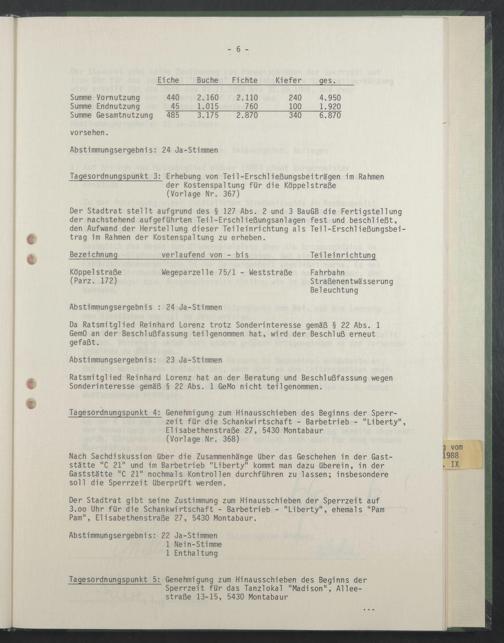 - 6 -
Eiche Buche Fichte Kiefer ges.
Summe Vornutzung 440 2.160 2.110 240 4.950
Summe Endnutzung 45 1.015 760 100 1.920
Summe Gesamtnutzung 485 3.175 2.870 340 6.870
vorsehen.
Abstimmungsergebnis: 24 Ja-Stimmen
Tagesordnungspunkt 3: Erhebung von Teil-Erschließungsbeiträgen im Rahmen
der Kostenspaltung für die Köppelstraße
(Vorlage Nr. 367)
Der Stadtrat stellt aufgrund des § 127 Abs. 2 und 3 BauGB die Fertigstellung
der nachstehend aufgeführten Teil-Erschließungsanlagen fest und beschließt,
den Aufwand der Herstellung dieser Teileinrichtung als Teil-Erschließungsbei-
trag im Rahmen der Kostenspaltung zu erheben.
Bezeichnung verlaufend von - bis Teileinrichtung
Köppelstraße Wegeparzelle 75/1 - Weststraße Fahrbahn
(Parz. 172) Straßenentwässerung
Beleuchtung
Abstimmungsergebnis : 24 Ja-Stimmen
Da Ratsmitglied Reinhard Lorenz trotz Sonderinteresse gemäß § 22 Abs. 1
GemO an der Beschlußfassung teilgenommen hat, wird der Beschluß erneut
gefaßt.
Abstimmungsergebnis: 23 Ja-Stimmen
Ratsmitglied Reinhard Lorenz hat an der Beratung und Beschlußfassung wegen
Sonderinteresse gemäß § 22 Abs. 1 GeMo nicht teilgenommen.
Tagesordnungspunkt 4: Genehmigung zum Hinausschieben des Beginns der Sperr-
zeit für die Schankwirtschaft - Barbetrieb - "Liberty",
Elisabethenstraße 27, 5430 Montabaur
(Vorlage Nr. 368)
Nach Sachdiskussion über die Zusammenhänge über das Geschehen in der Gast-
stätte "C 21" und im Barbetrieb "Liberty" kommt man dazu überein, in der
Gaststätte "C 21" nochmals Kontrollen durchführen zu lassen; insbesondere
soll die Sperrzeit überprüft werden.
Der Stadtrat gibt seine Zustimmung zum Hinausschieben der Sperrzeit auf
3.oo Uhr für die Schankwirtschaft - Barbetrieb - "Liberty", ehemals "Pam
Pam", Elisabethenstraße 27, 5430 Montabaur.
Abstimmungsergebnis: 22 Ja-Stimmen
1 Nein-Stimme
1 Enthaltung
Tagesordnungspunkt 5: Genehmigung zum Hinausschieben des Beginns der
Sperrzeit für das Tanzlokal "Madison", Allee-
straße 13-15, 5430 Montabaur
...
vom
1988
. IX